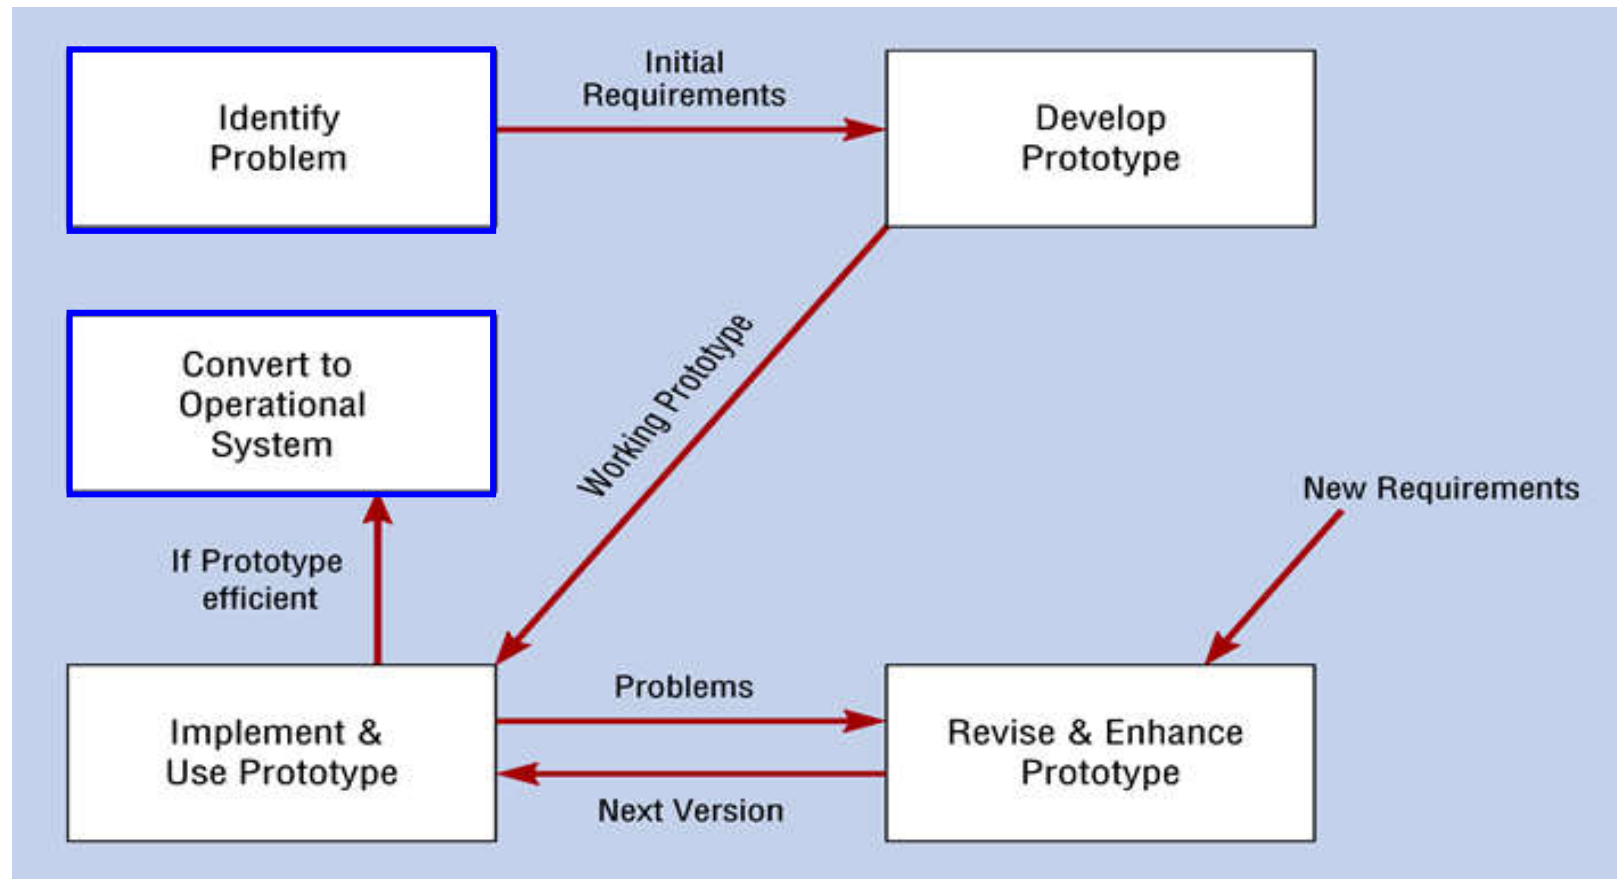 Identify
Problem
Initial
Requirements
Develop
Prototype
Convert to
Operational
System
Working Prototype
New Requirements
If Prototype
efficient
Implement &
Use Prototype
Problems
Next Version
Revise & Enhance
Prototype